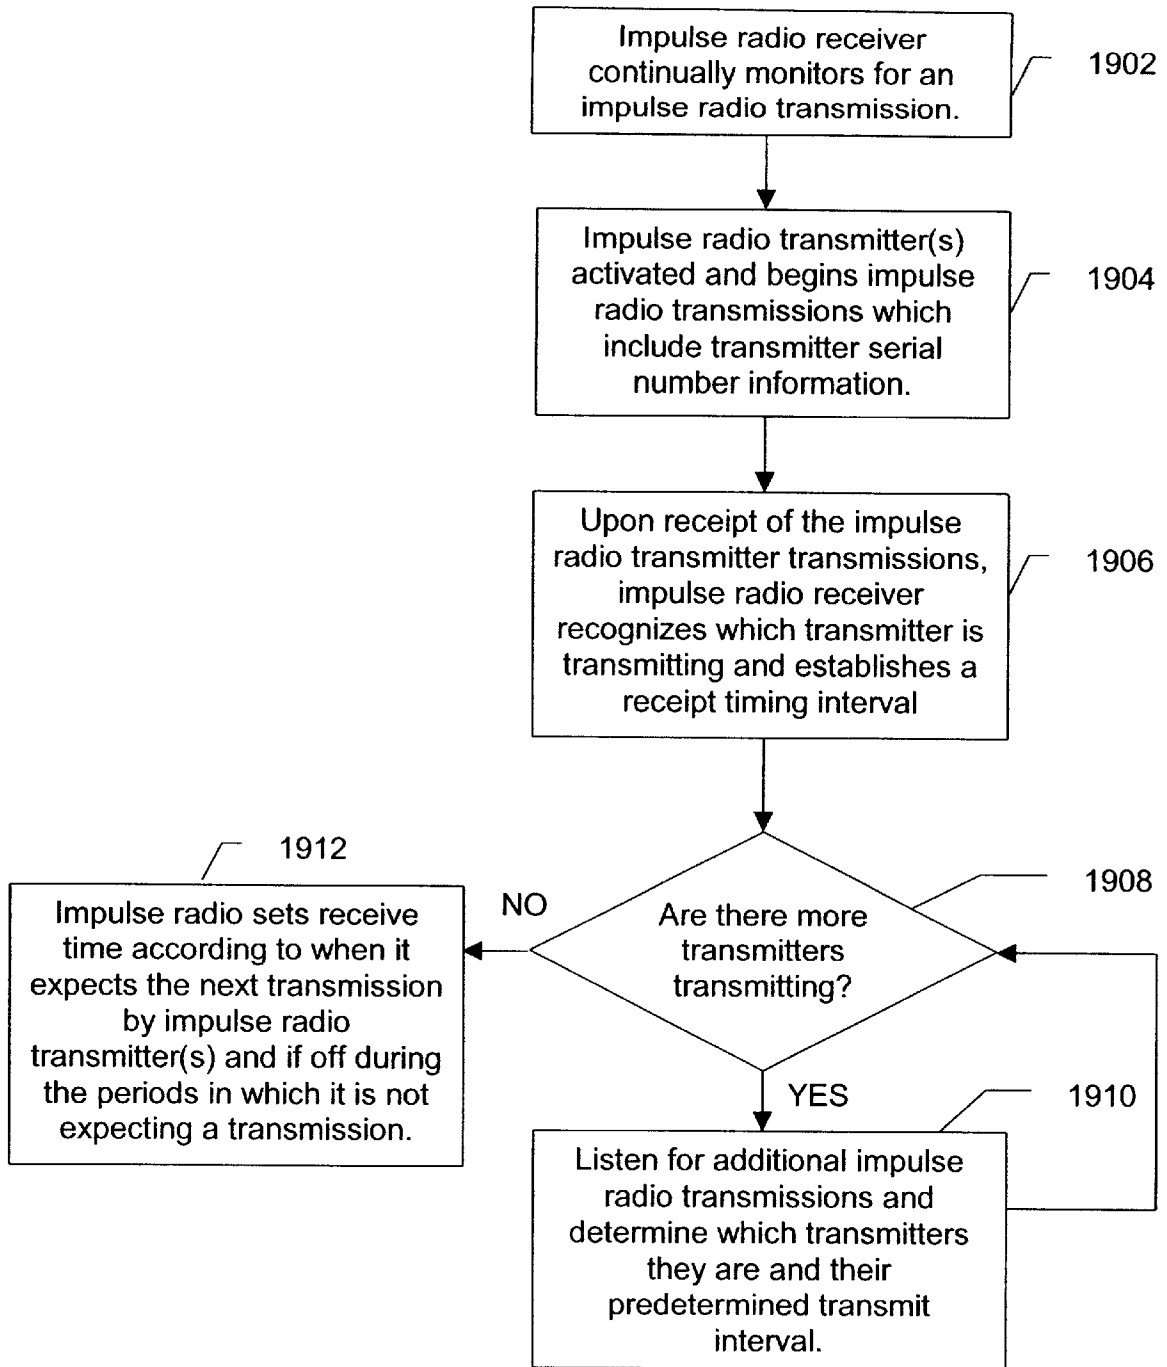 Impulse radio receiver
continually monitors for an
impulse radio transmission.
1902
Impulse radio transmitter(s)
activated and begins impulse
radio transmissions which
include transmitter serial
number information.
1904
Upon receipt of the impulse
radio transmitter transmissions,
impulse radio receiver
recognizes which transmitter is
transmitting and establishes a
receipt timing interval
1906
Are there more
transmitters
transmitting?
1908
NO
1912
Impulse radio sets receive
time according to when it
expects the next transmission
by impulse radio
transmitter(s) and if off during
the periods in which it is not
expecting a transmission.
YES
1910
Listen for additional impulse
radio transmissions and
determine which transmitters
they are and their
predetermined transmit
interval.